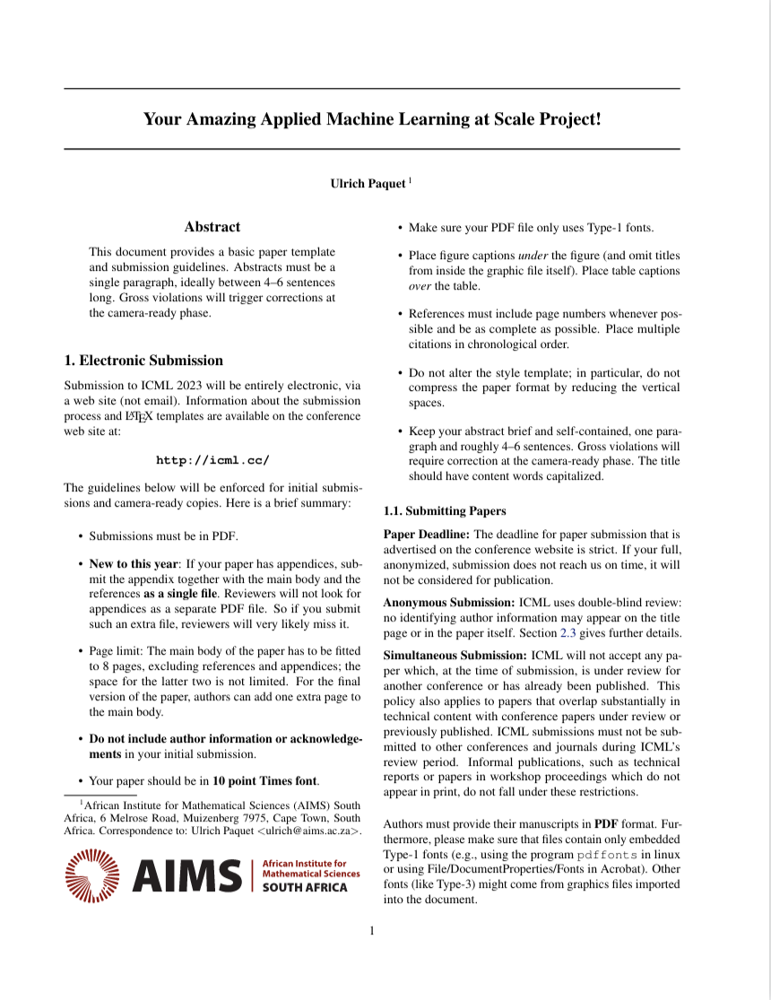 Your Amazing Applied Machine Learning at Scale Project!
Ulrich Paquet 1
Abstract
This document provides a basic paper template
and submission guidelines. Abstracts must be a
single paragraph, ideally between 4–6 sentences
long. Gross violations will trigger corrections at
the camera-ready phase.
1. Electronic Submission
Submission to ICML 2023 will be entirely electronic, via
a web site (not email). Information about the submission
process and LATEX templates are available on the conference
web site at:
http://icml.cc/
The guidelines below will be enforced for initial submis-
sions and camera-ready copies. Here is a brief summary:
• Submissions must be in PDF.
• New to this year: If your paper has appendices, sub-
mit the appendix together with the main body and the
references as a single file. Reviewers will not look for
appendices as a separate PDF file. So if you submit
such an extra file, reviewers will very likely miss it.
• Page limit: The main body of the paper has to be fitted
to 8 pages, excluding references and appendices; the
space for the latter two is not limited. For the final
version of the paper, authors can add one extra page to
the main body.
• Do not include author information or acknowledge-
ments in your initial submission.
• Your paper should be in 10 point Times font.
1African Institute for Mathematical Sciences (AIMS) South
Africa, 6 Melrose Road, Muizenberg 7975, Cape Town, South
Africa. Correspondence to: Ulrich Paquet <ulrich@aims.ac.za>.
AIMS
African Institute for
Mathematical Sciences
SOUTH AFRICA
• Make sure your PDF file only uses Type-1 fonts.
• Place figure captions under the figure (and omit titles
from inside the graphic file itself). Place table captions
over the table.
• References must include page numbers whenever pos-
sible and be as complete as possible. Place multiple
citations in chronological order.
• Do not alter the style template; in particular, do not
compress the paper format by reducing the vertical
spaces.
• Keep your abstract brief and self-contained, one para-
graph and roughly 4–6 sentences. Gross violations will
require correction at the camera-ready phase. The title
should have content words capitalized.
1.1. Submitting Papers
Paper Deadline: The deadline for paper submission that is
advertised on the conference website is strict. If your full,
anonymized, submission does not reach us on time, it will
not be considered for publication.
Anonymous Submission: ICML uses double-blind review:
no identifying author information may appear on the title
page or in the paper itself. Section 2.3 gives further details.
Simultaneous Submission: ICML will not accept any pa-
per which, at the time of submission, is under review for
another conference or has already been published. This
policy also applies to papers that overlap substantially in
technical content with conference papers under review or
previously published. ICML submissions must not be sub-
mitted to other conferences and journals during ICML's
review period. Informal publications, such as technical
reports or papers in workshop proceedings which do not
appear in print, do not fall under these restrictions.
Authors must provide their manuscripts in PDF format. Fur-
thermore, please make sure that files contain only embedded
Type-1 fonts (e.g., using the program pdffonts in linux
or using File/DocumentProperties/Fonts in Acrobat). Other
fonts (like Type-3) might come from graphics files imported
into the document.
1